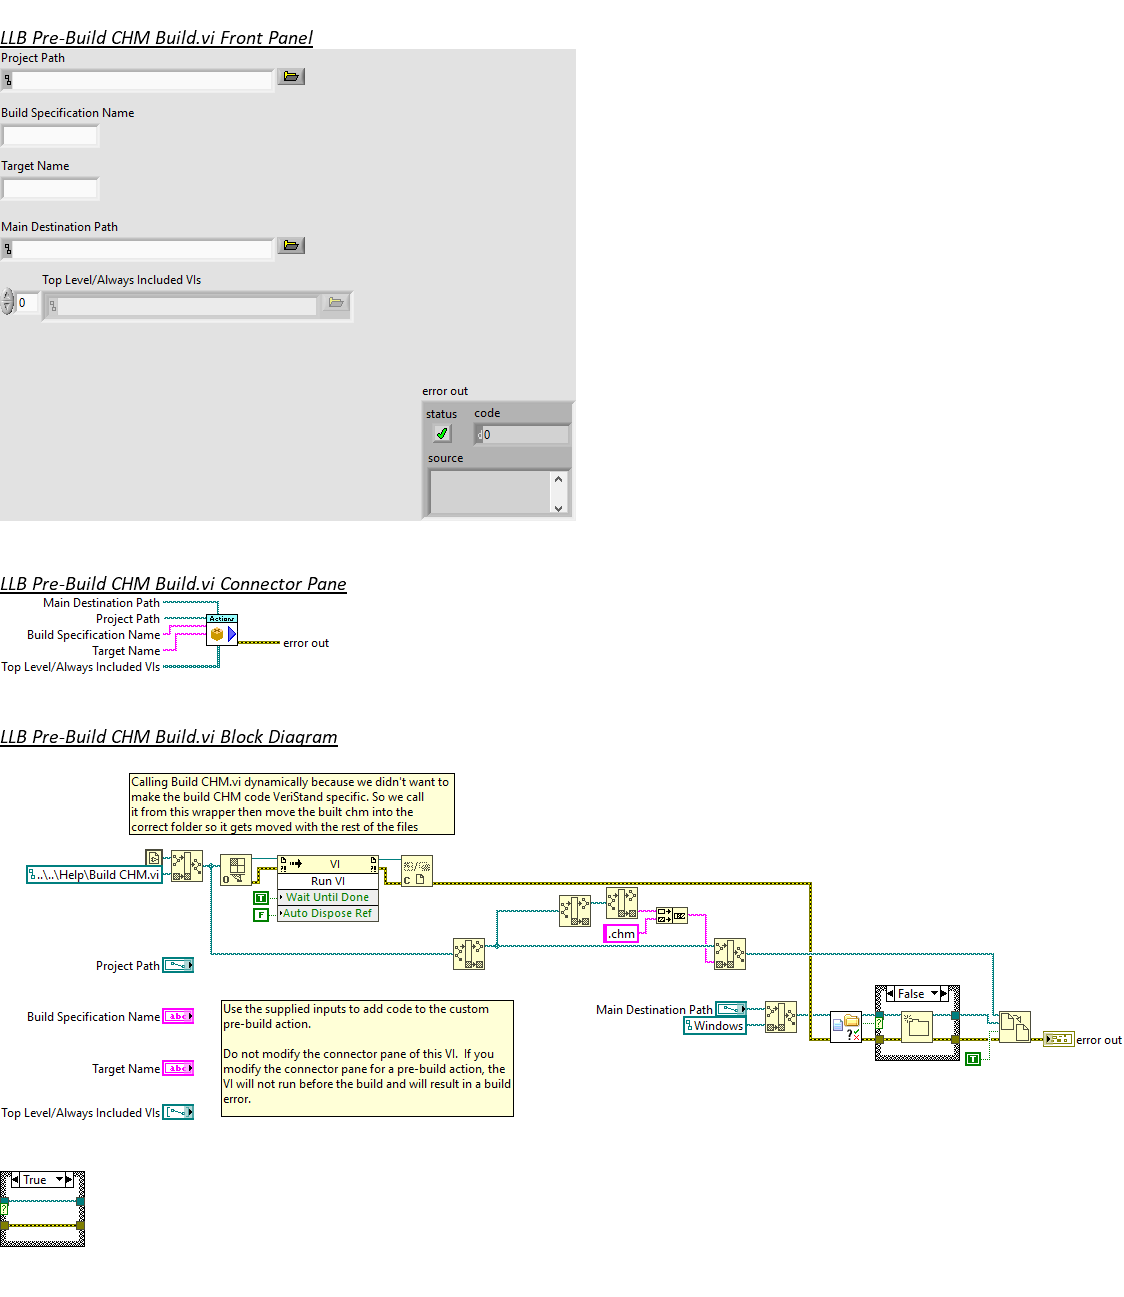 LLB Pre-Build CHM Build.vi Front Panel
Project Path
Build Specification Name
Target Name
Main Destination Path
Top Level/Always Included VIs
0
error out
status code
0
source
LLB Pre-Build CHM Build.vi Connector Pane
Main Destination Path
Project Path
Build Specification Name
Target Name
Top Level/Always Included VIs
Actions
error out
LLB Pre-Build CHM Build.vi Block Diagram
Calling Build CHM.vi dynamically because we didn't want to
make the build CHM code VeriStand specific. So we call
it from this wrapper then move the built chm into the
correct folder so it gets moved with the rest of the files
..\..\Help\Build CHM.vi
VI
Run VI
T Wait Until Done
F Auto Dispose Ref
.chm
Project Path
Build Specification Name abc
Target Name abc
Top Level/Always Included VIs
Use the supplied inputs to add code to the custom
pre-build action.
Do not modify the connector pane of this VI.  If you
modify the connector pane for a pre-build action, the
VI will not run before the build and will result in a build
error.
Main Destination Path
Windows
False
T
error out
True